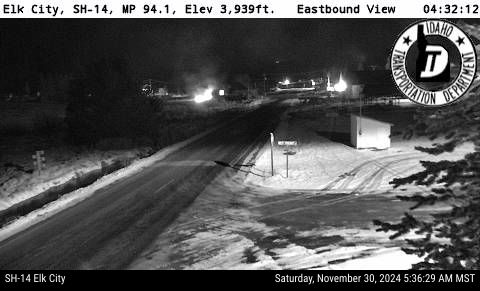 Elk City, SH-14, MP 94.1, Elev 3,939ft. Eastbound View 04:32:12
IDAHO
TRANSPORTATION DEPARTMENT
SH-14 Elk City Saturday, November 30, 2024 5:36:29 AM MST